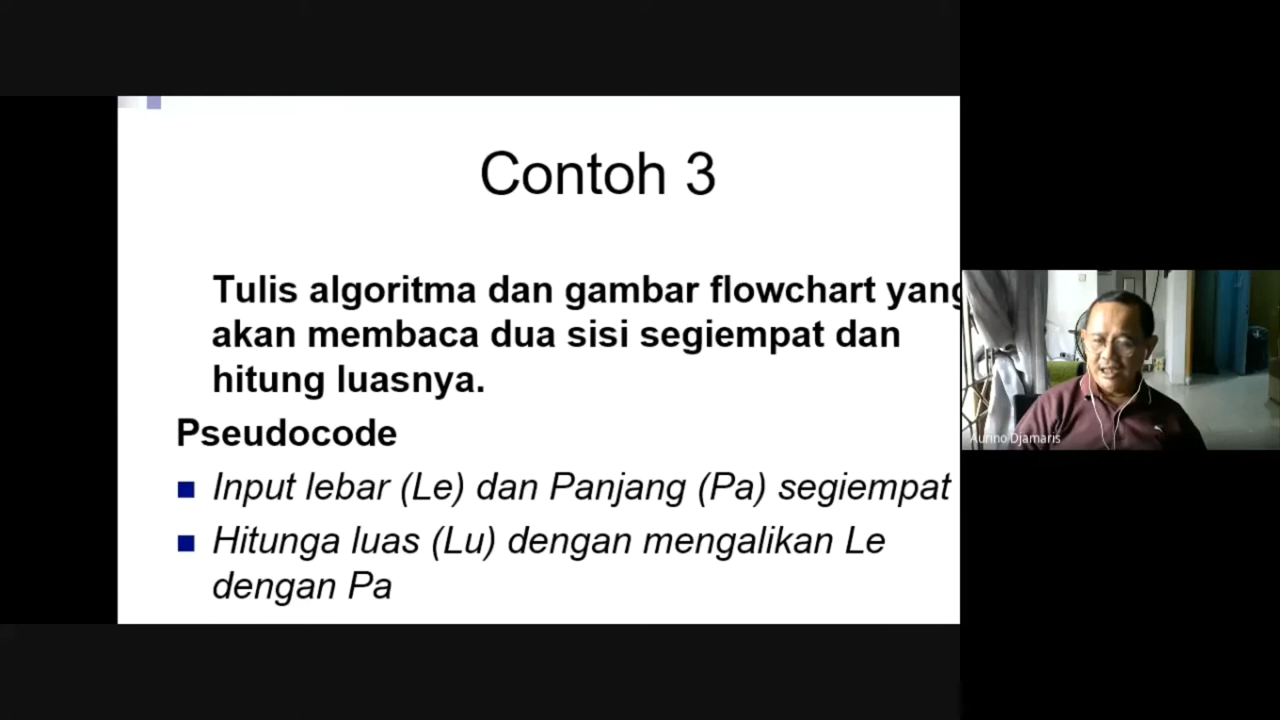 Contoh 3
Tulis algoritma dan gambar flowchart yang
akan membaca dua sisi segiempat dan
hitung luasnya.
Pseudocode
Input lebar (Le) dan Panjang (Pa) segiempat
Hitunga luas (Lu) dengan mengalikan Le
dengan Pa
Aurino Djamaris